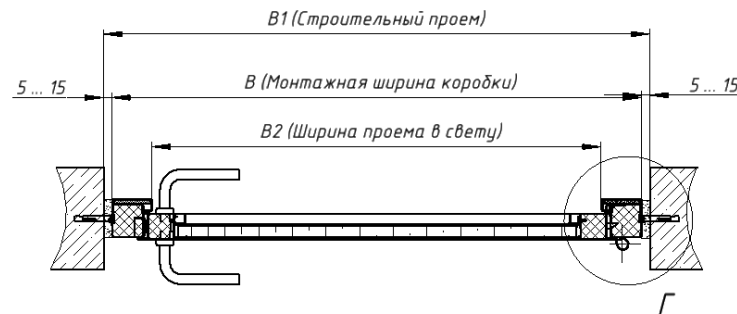 B1 (Строительный проем)
5 ... 15
B (Монтажная ширина коробки)
5 ... 15
B2 (Ширина проема в свету)
Г